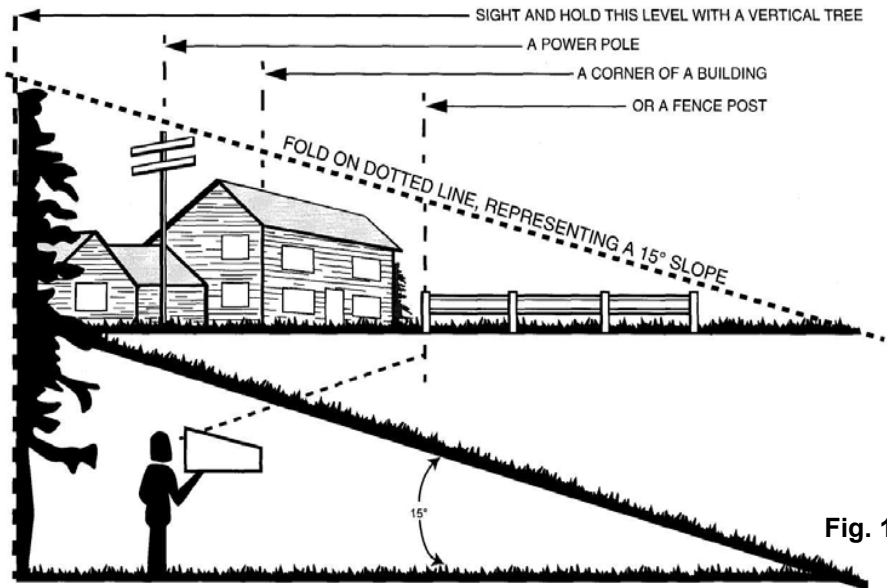 SIGHT AND HOLD THIS LEVEL WITH A VERTICAL TREE
A POWER POLE
A CORNER OF A BUILDING
OR A FENCE POST
FOLD ON DOTTED LINE, REPRESENTING A 15° SLOPE
15°
Fig. 1